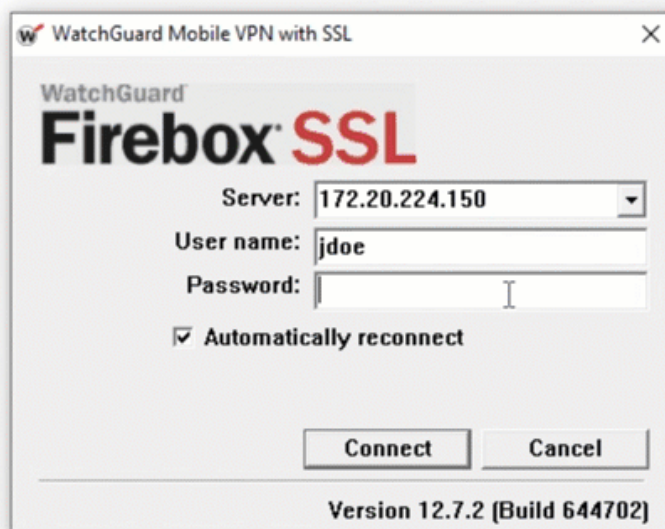 WatchGuard Mobile VPN with SSL
WatchGuard
Firebox SSL
Server: 172.20.224.150
User name: jdoe
Password:
Automatically reconnect
Connect Cancel
Version 12.7.2 (Build 644702)